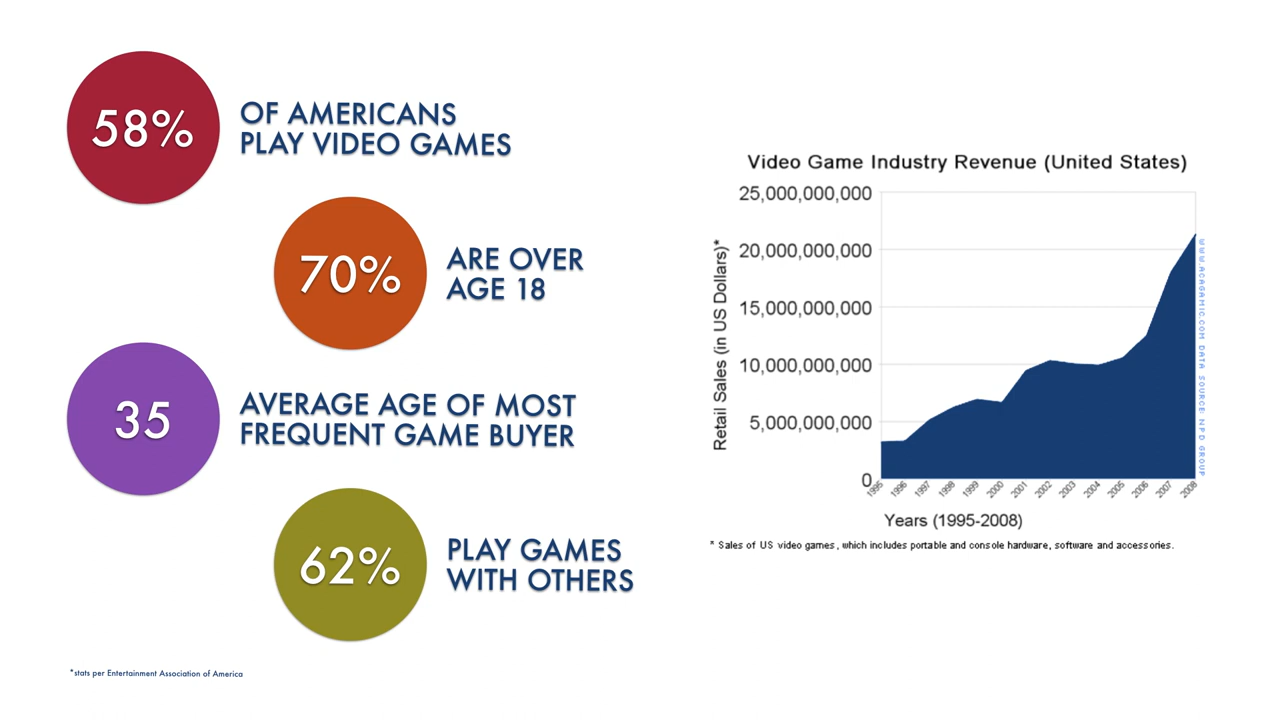 58%
OF AMERICANS
PLAY VIDEO GAMES
70%
ARE OVER
AGE 18
35
AVERAGE AGE OF MOST
FREQUENT GAME BUYER
62%
PLAY GAMES
WITH OTHERS
*stats per Entertainment Association of America
Video Game Industry Revenue (United States)
Retail Sales (in US Dollars)*
25,000,000,000
20,000,000,000
15,000,000,000
10,000,000,000
5,000,000,000
0
1995 1996 1997 1998 1999 2000 2001 2002 2003 2004 2005 2006 2007 2008
Years (1995-2008)
WWW.ACAGAMIC.COM DATA SOURCE: NPD GROUP
* Sales of US video games, which includes portable and console hardware, software and accessories.